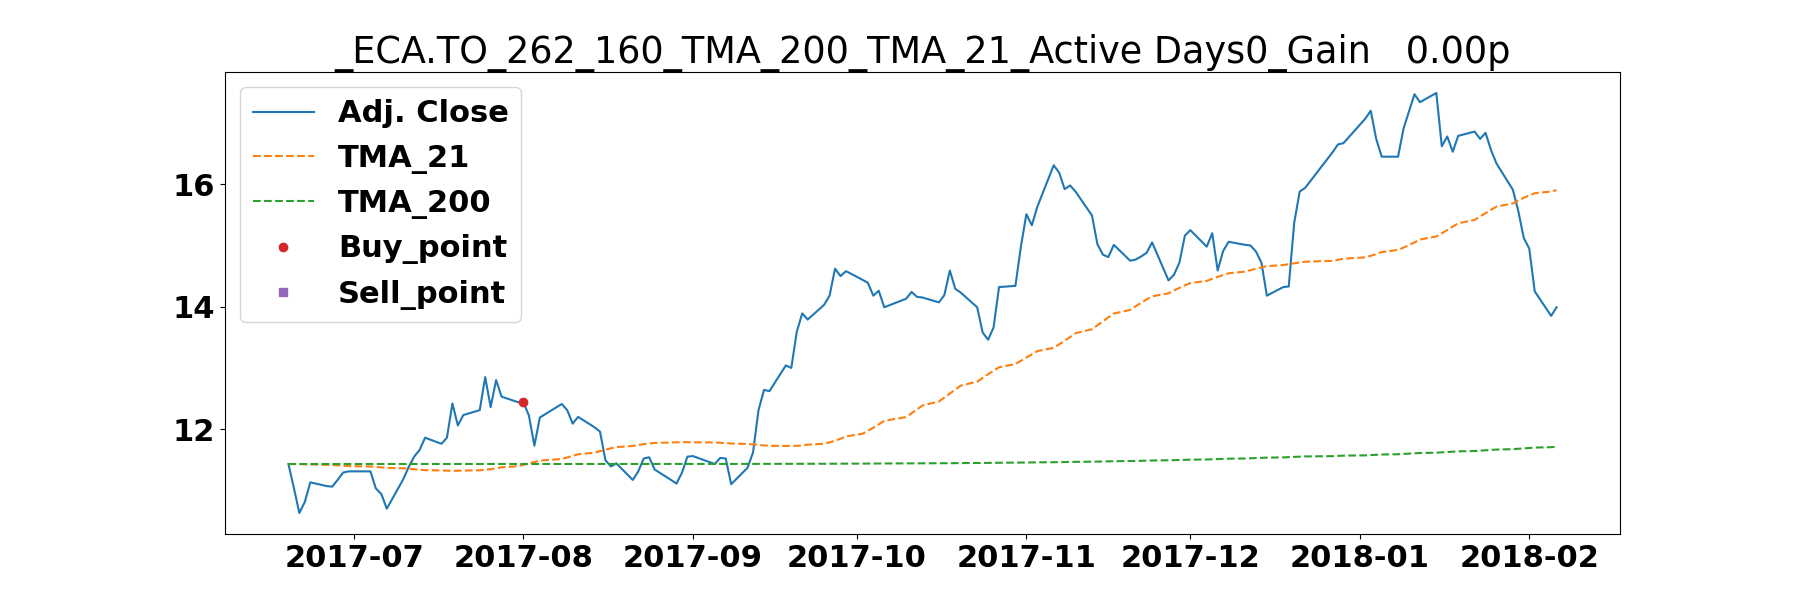 _ECA.TO_262_160_TMA_200_TMA_21_Active Days0_Gain   0.00p
Adj. Close
TMA_21
TMA_200
Buy_point
Sell_point
16
14
12
2017-07 2017-08 2017-09 2017-10 2017-11 2017-12 2018-01 2018-02